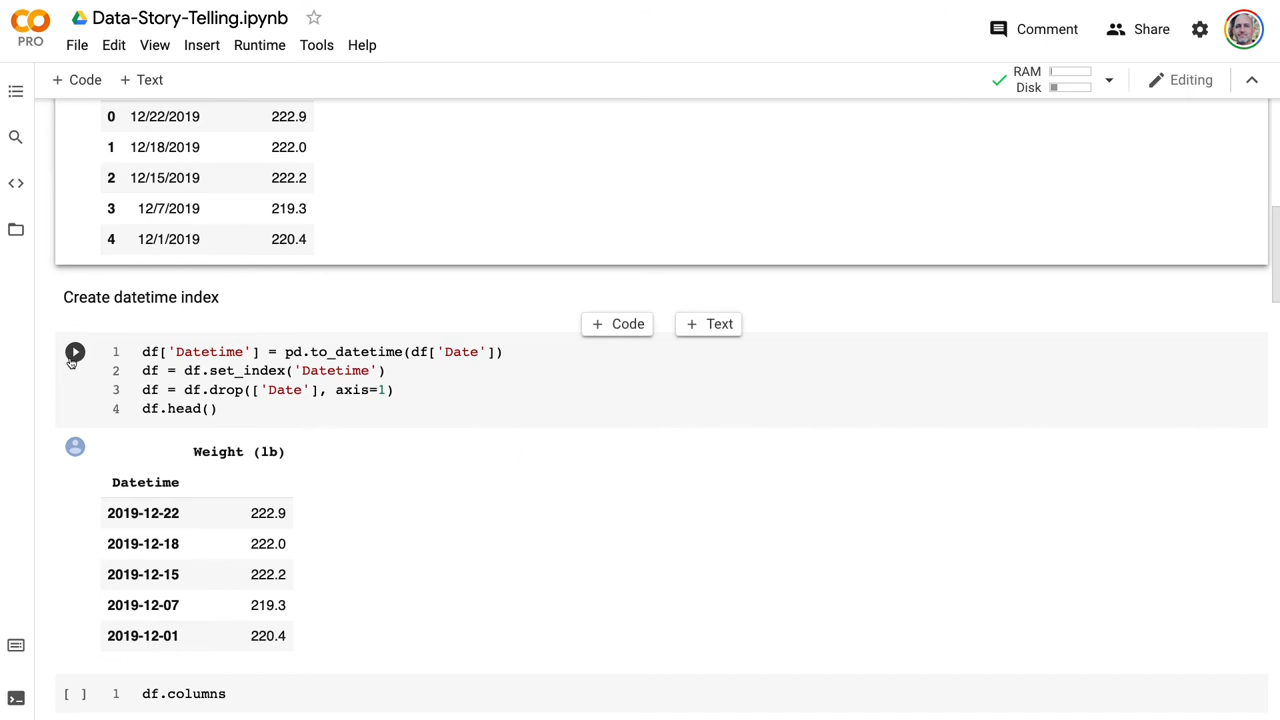 CO
PRO
Data-Story-Telling.ipynb
File Edit View Insert Runtime Tools Help
Comment Share
+ Code + Text
RAM
Disk
Editing
0 12/22/2019 222.9
1 12/18/2019 222.0
2 12/15/2019 222.2
3 12/7/2019 219.3
4 12/1/2019 220.4
Create datetime index
+ Code + Text
1 df['Datetime'] = pd.to_datetime(df['Date'])
2 df = df.set_index('Datetime')
3 df = df.drop(['Date'], axis=1)
4 df.head()
Weight (lb)
Datetime
2019-12-22 222.9
2019-12-18 222.0
2019-12-15 222.2
2019-12-07 219.3
2019-12-01 220.4
[ ] 1 df.columns